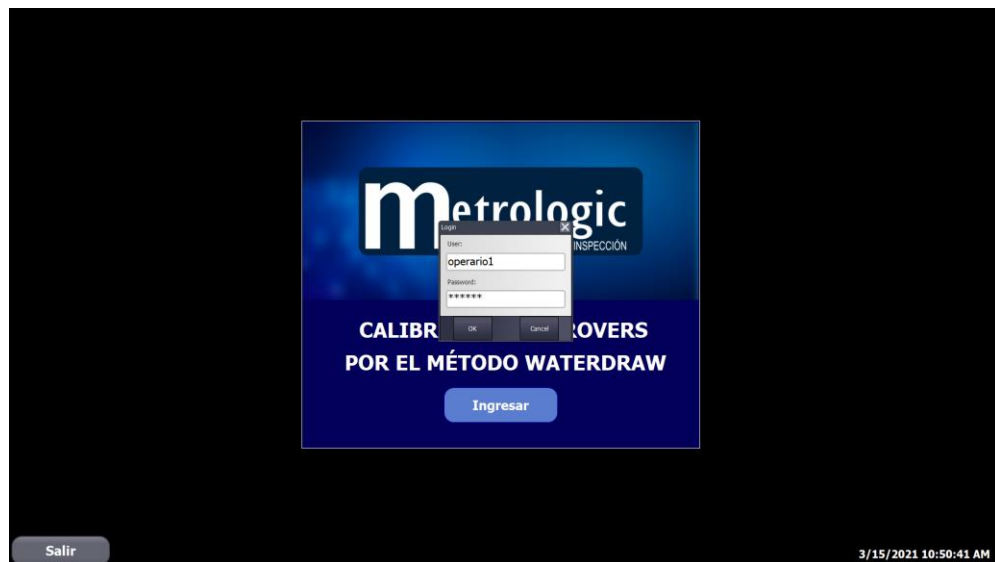 metrologic
INSPECCIÓN
Login
User:
operario1
Password:
******
OK Cancel
CALIBR ROVERS
POR EL MÉTODO WATERDRAW
Ingresar
Salir
3/15/2021 10:50:41 AM